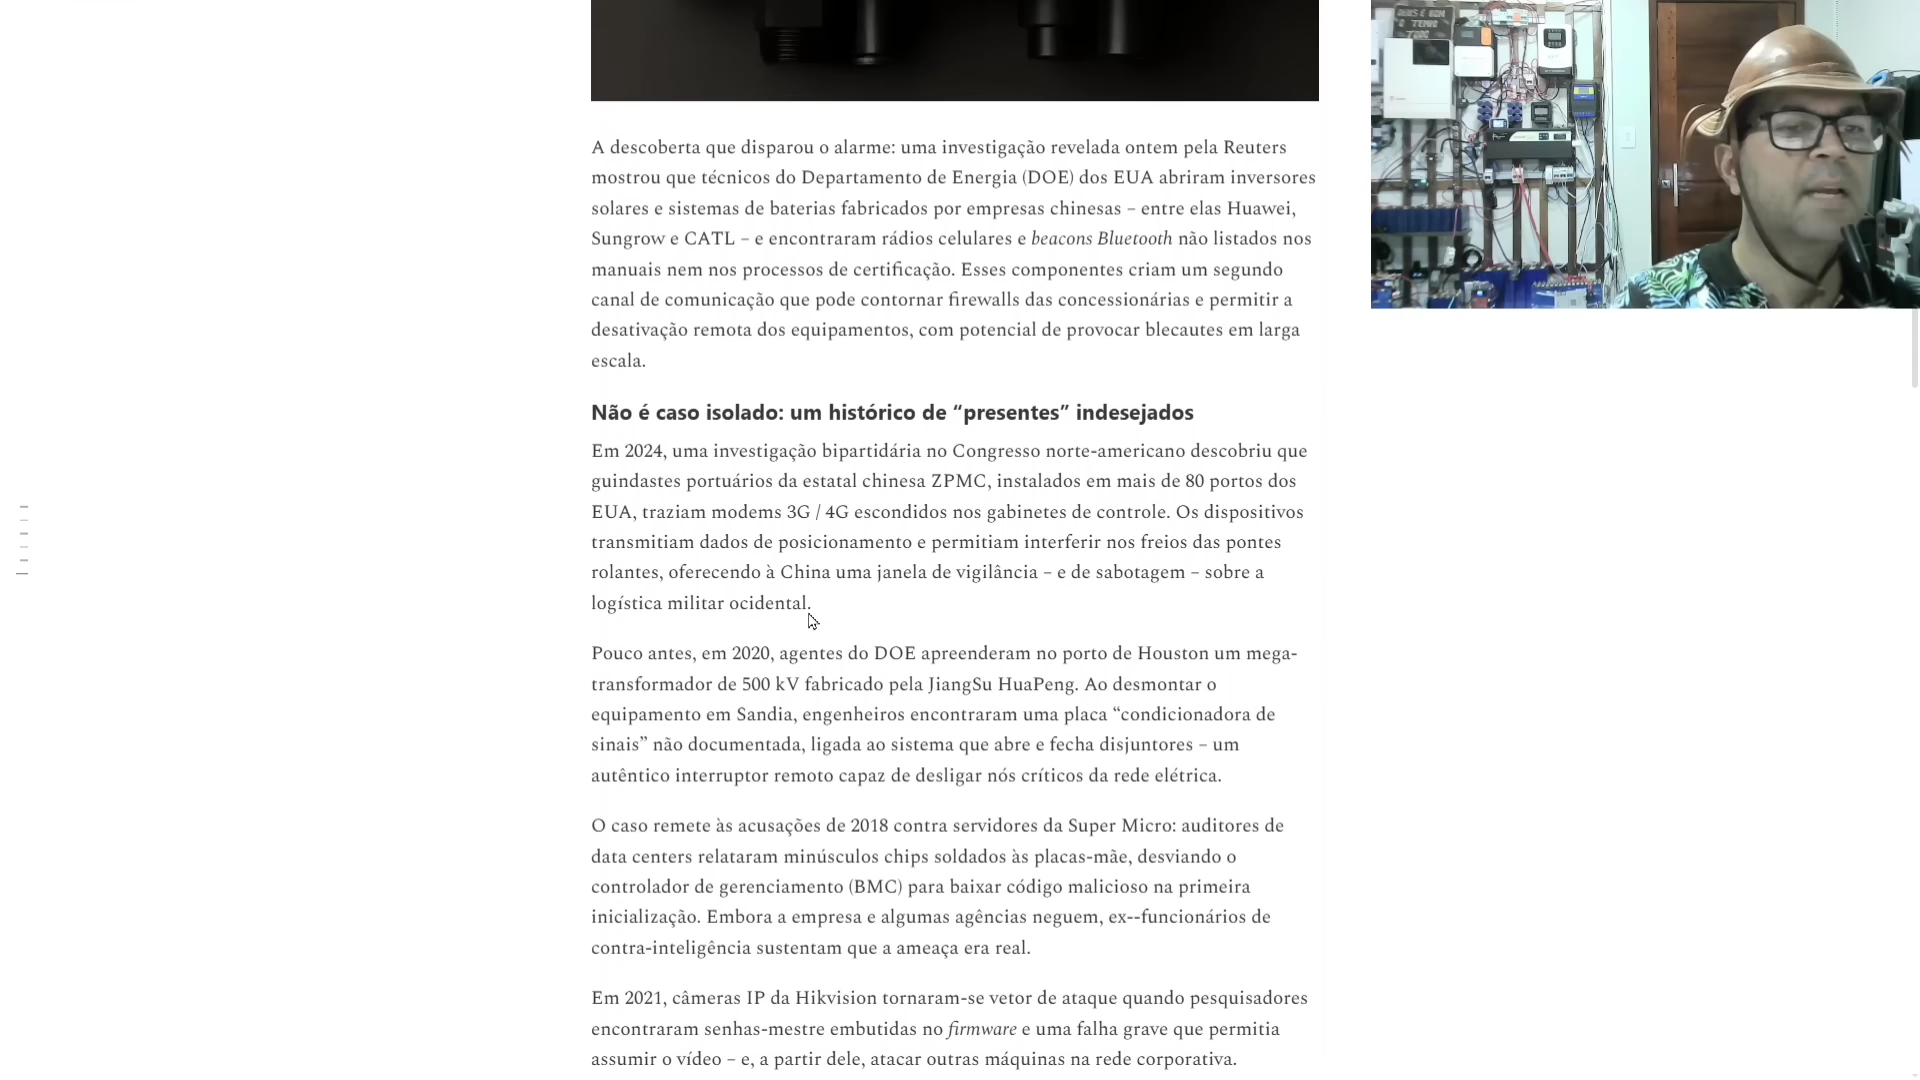 A descoberta que disparou o alarme: uma investigação revelada ontem pela Reuters
mostrou que técnicos do Departamento de Energia (DOE) dos EUA abriram inversores
solares e sistemas de baterias fabricados por empresas chinesas – entre elas Huawei,
Sungrow e CATL – e encontraram rádios celulares e beacons Bluetooth não listados nos
manuais nem nos processos de certificação. Esses componentes criam um segundo
canal de comunicação que pode contornar firewalls das concessionárias e permitir a
desativação remota dos equipamentos, com potencial de provocar blecautes em larga
escala.
Não é caso isolado: um histórico de “presentes” indesejados
Em 2024, uma investigação bipartidária no Congresso norte-americano descobriu que
guindastes portuários da estatal chinesa ZPMC, instalados em mais de 80 portos dos
EUA, traziam modems 3G / 4G escondidos nos gabinetes de controle. Os dispositivos
transmitiam dados de posicionamento e permitiam interferir nos freios das pontes
rolantes, oferecendo à China uma janela de vigilância – e de sabotagem – sobre a
logística militar ocidental.
Pouco antes, em 2020, agentes do DOE apreenderam no porto de Houston um mega-
transformador de 500 kV fabricado pela JiangSu HuaPeng. Ao desmontar o
equipamento em Sandia, engenheiros encontraram uma placa “condicionadora de
sinais” não documentada, ligada ao sistema que abre e fecha disjuntores – um
autêntico interruptor remoto capaz de desligar nós críticos da rede elétrica.
O caso remete às acusações de 2018 contra servidores da Super Micro: auditores de
data centers relataram minúsculos chips soldados às placas-mãe, desviando o
controlador de gerenciamento (BMC) para baixar código malicioso na primeira
inicialização. Embora a empresa e algumas agências neguem, ex--funcionários de
contra-inteligência sustentam que a ameaça era real.
Em 2021, câmeras IP da Hikvision tornaram-se vetor de ataque quando pesquisadores
encontraram senhas-mestre embutidas no firmware e uma falha grave que permitia
assumir o vídeo – e, a partir dele, atacar outras máquinas na rede corporativa.
DEUS É BOM
O TEMPO
TODO